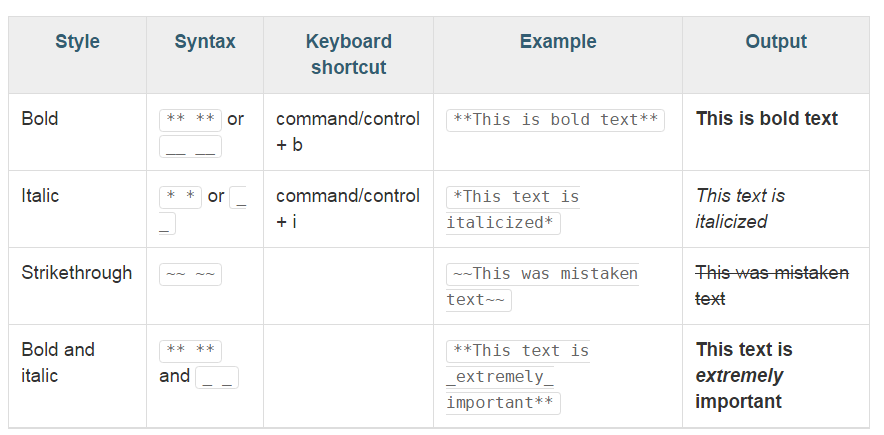 Style Syntax Keyboard shortcut Example Output
Bold ** ** or __ __ command/control + b **This is bold text** This is bold text
Italic * * or _ _ command/control + i *This text is italicized* This text is italicized
Strikethrough ~~ ~~ ~~This was mistaken text~~ This was mistaken text
Bold and italic ** ** and _ _ **This text is _extremely_ important** This text is extremely important